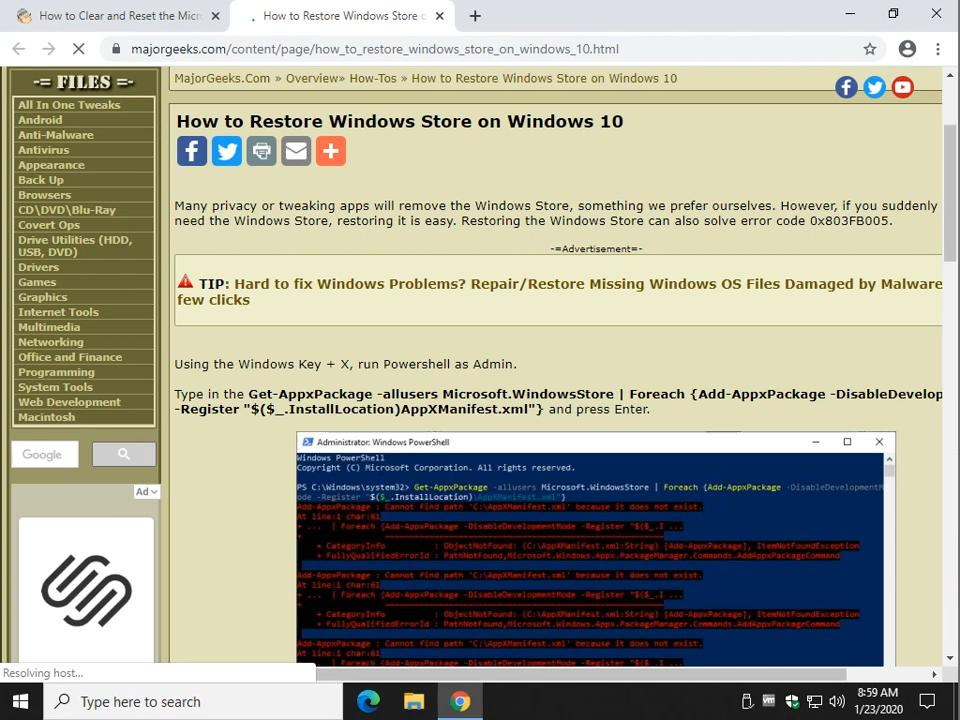 How to Clear and Reset the Micr
How to Restore Windows Store o
majorgeeks.com/content/page/how_to_restore_windows_store_on_windows_10.html
-= FILES =-
All In One Tweaks
Android
Anti-Malware
Antivirus
Appearance
Back Up
Browsers
CD\DVD\Blu-Ray
Covert Ops
Drive Utilities (HDD,
USB, DVD)
Drivers
Games
Graphics
Internet Tools
Multimedia
Networking
Office and Finance
Programming
System Tools
Web Development
Macintosh
Google
Ad
MajorGeeks.Com » Overview» How-Tos » How to Restore Windows Store on Windows 10
How to Restore Windows Store on Windows 10
Many privacy or tweaking apps will remove the Windows Store, something we prefer ourselves. However, if you suddenly
need the Windows Store, restoring it is easy. Restoring the Windows Store can also solve error code 0x803FB005.
-=Advertisement=-
TIP: Hard to fix Windows Problems? Repair/Restore Missing Windows OS Files Damaged by Malware
few clicks
Using the Windows Key + X, run Powershell as Admin.
Type in the Get-AppxPackage -allusers Microsoft.WindowsStore | Foreach {Add-AppxPackage -DisableDevelop
-Register "$($_.InstallLocation)AppXManifest.xml"} and press Enter.
Administrator: Windows PowerShell
Windows PowerShell
Copyright (C) Microsoft Corporation. All rights reserved.
PS C:\Windows\system32> Get-AppxPackage -allusers Microsoft.WindowsStore | Foreach {Add-AppxPackage -DisableDevelopmentM
ode -Register "$($_.InstallLocation)\AppXManifest.xml"}
Add-AppxPackage : Cannot find path 'C:\AppXManifest.xml' because it does not exist.
At line:1 char:61
+ ... | Foreach {Add-AppxPackage -DisableDevelopmentMode -Register "$($_.I ...
+ CategoryInfo : ObjectNotFound: (C:\AppXManifest.xml:String) [Add-AppxPackage], ItemNotFoundException
+ FullyQualifiedErrorId : PathNotFound,Microsoft.Windows.Appx.PackageManager.Commands.AddAppxPackageCommand
Add-AppxPackage : Cannot find path 'C:\AppXManifest.xml' because it does not exist.
At line:1 char:61
+ ... | Foreach {Add-AppxPackage -DisableDevelopmentMode -Register "$($_.I ...
+ CategoryInfo : ObjectNotFound: (C:\AppXManifest.xml:String) [Add-AppxPackage], ItemNotFoundException
+ FullyQualifiedErrorId : PathNotFound,Microsoft.Windows.Appx.PackageManager.Commands.AddAppxPackageCommand
Add-AppxPackage : Cannot find path 'C:\AppXManifest.xml' because it does not exist.
At line:1 char:61
+ ... | Foreach {Add-AppxPackage -DisableDevelopmentMode -Register "$($_.I ...
Resolving host...
Type here to search
vm
8:59 AM
1/23/2020